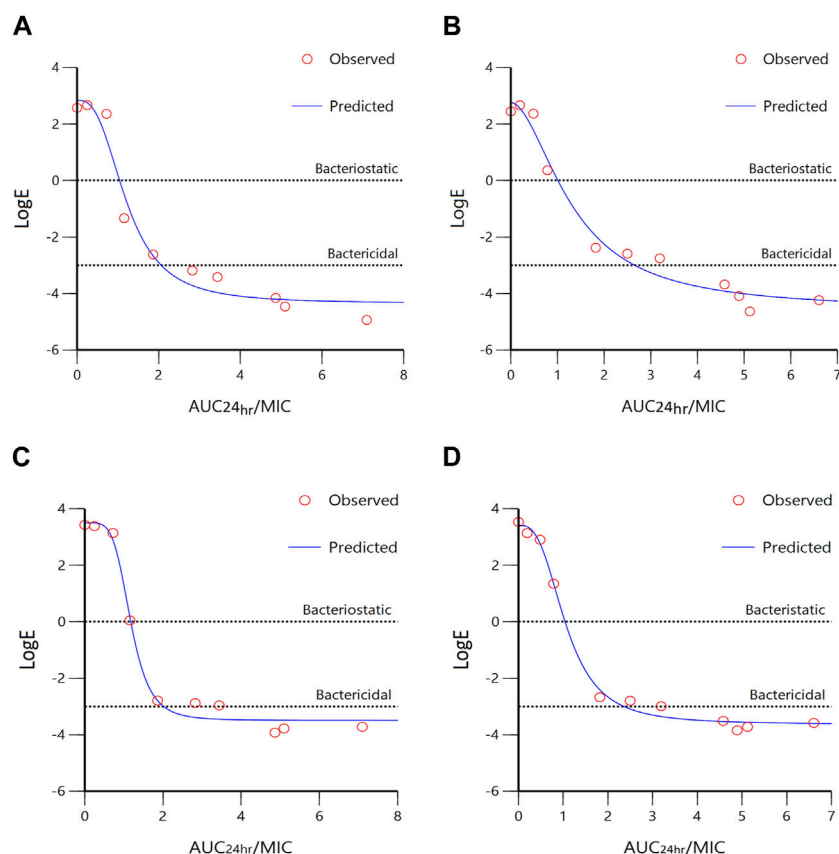 A
Observed
Predicted
4
2
0
-2
-4
-6
LogE
Bacteriostatic
Bactericidal
0 2 4 6 8
AUC24hr/MIC
B
Observed
Predicted
4
2
0
-2
-4
-6
LogE
Bacteriostatic
Bactericidal
0 1 2 3 4 5 6 7
AUC24hr/MIC
C
Observed
Predicted
4
2
0
-2
-4
-6
LogE
Bacteriostatic
Bactericidal
0 2 4 6 8
AUC24hr/MIC
D
Observed
Predicted
4
2
0
-2
-4
-6
LogE
Bacteristatic
Bactericidal
0 1 2 3 4 5 6 7
AUC24hr/MIC